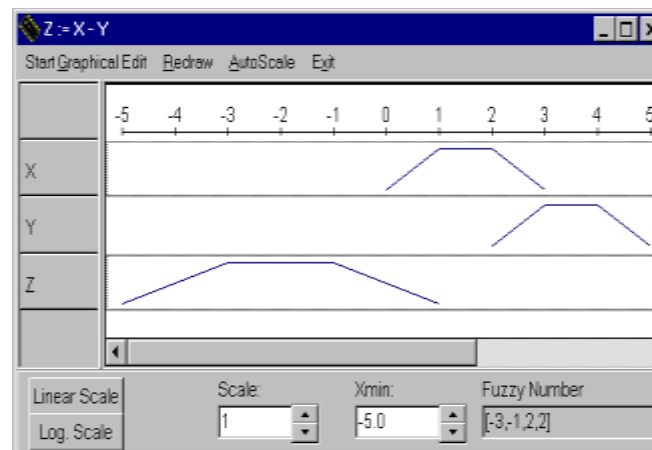 Z := X - Y
Start Graphical Edit Redraw AutoScale Exit
-5 -4 -3 -2 -1 0 1 2 3 4 5
X
Y
Z
Linear Scale
Log. Scale
Scale:
1
Xmin:
-5.0
Fuzzy Number
[-3,-1,2,2]